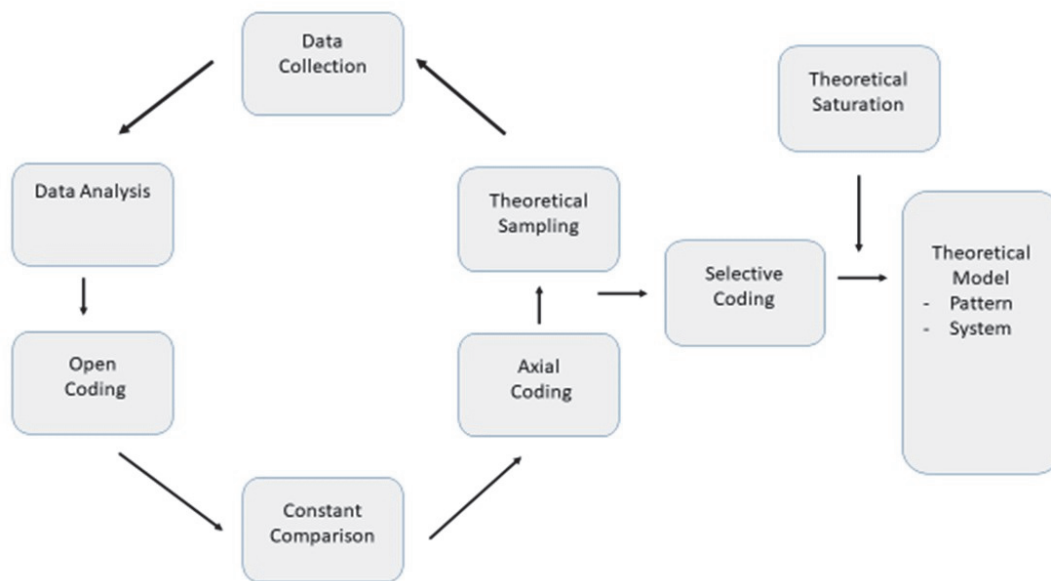 Data
Collection
Theoretical
Saturation
Data Analysis
Theoretical
Sampling
Selective
Coding
Theoretical
Model
- Pattern
- System
Open
Coding
Axial
Coding
Constant
Comparison